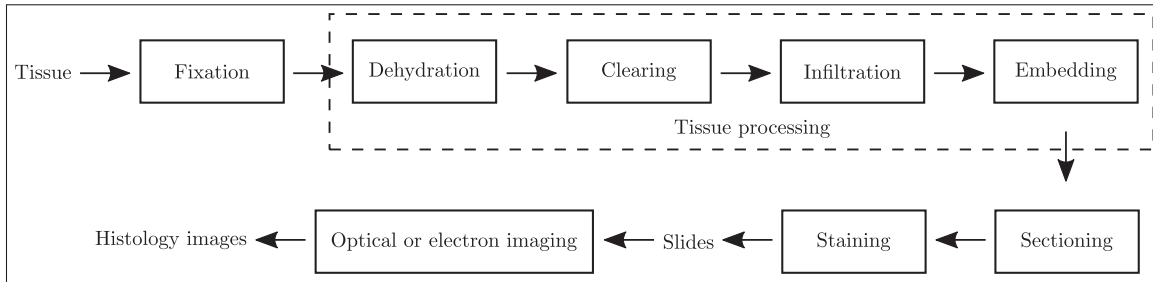 Tissue
Fixation
Dehydration
Clearing
Infiltration
Embedding
Tissue processing
Histology images
Optical or electron imaging
Slides
Staining
Sectioning